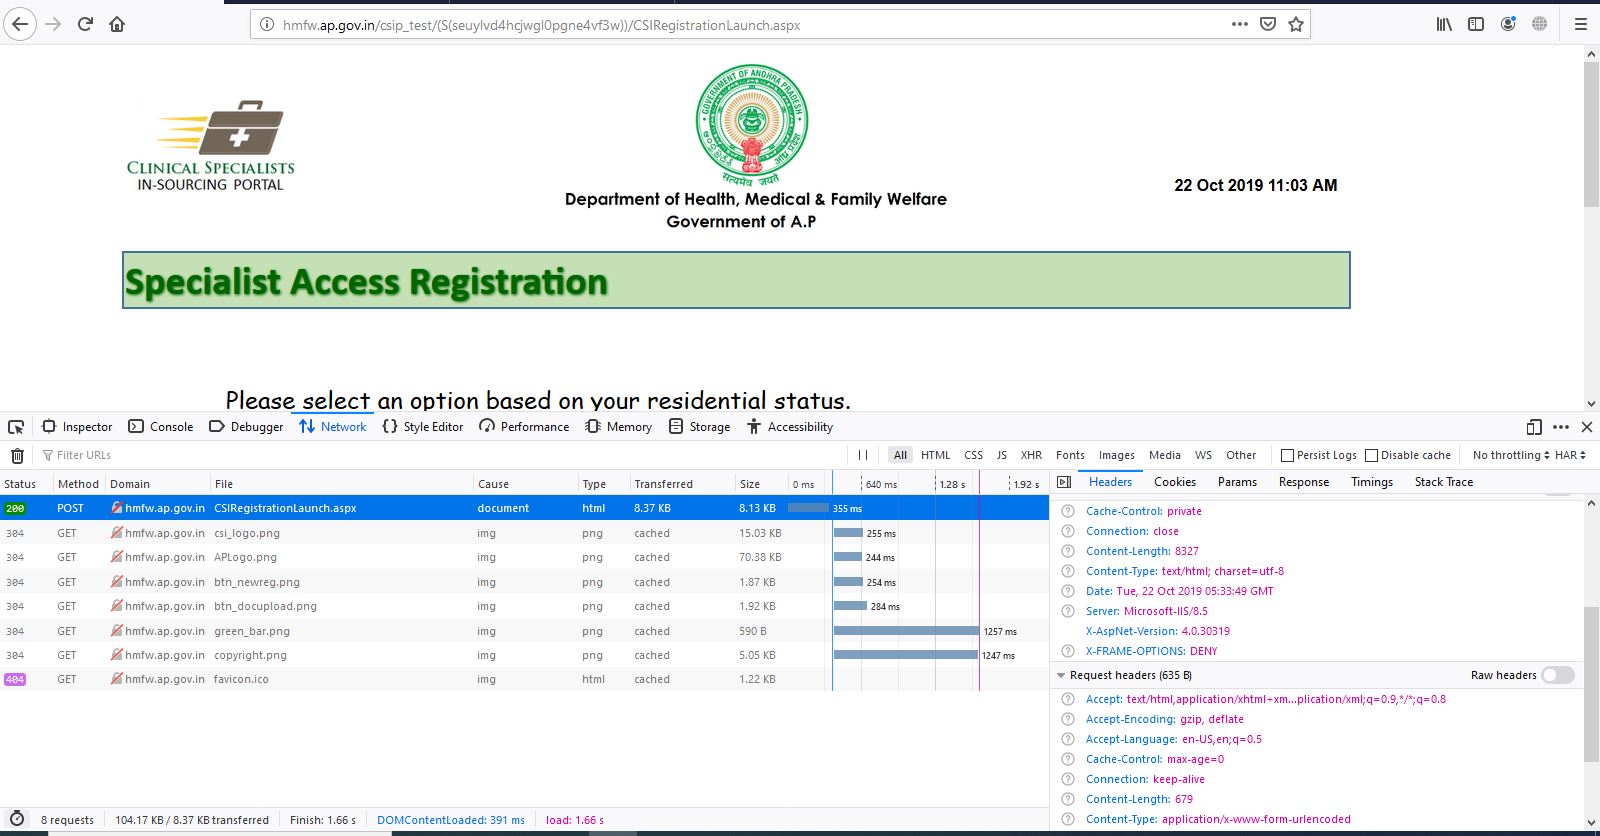 hmfw.ap.gov.in/csip_test/(S(seuylvd4hcjwgl0pgne4vf3w))/CSIRegistrationLaunch.aspx
GOVERNMENT OF ANDHRA PRADESH
सत्यमेव जयते
CLINICAL SPECIALISTS
IN-SOURCING PORTAL
Department of Health, Medical & Family Welfare
Government of A.P
22 Oct 2019 11:03 AM
Specialist Access Registration
Please select an option based on your residential status.
Inspector Console Debugger Network Style Editor Performance Memory Storage Accessibility
Filter URLs All HTML CSS JS XHR Fonts Images Media WS Other Persist Logs Disable cache No throttling HAR
Status Method Domain File Cause Type Transferred Size 0 ms 640 ms 1.28 s 1.92 s
200 POST hmfw.ap.gov.in CSIRegistrationLaunch.aspx document html 8.37 KB 8.13 KB 355 ms
304 GET hmfw.ap.gov.in csi_logo.png img png cached 15.03 KB 255 ms
304 GET hmfw.ap.gov.in APLogo.png img png cached 70.38 KB 244 ms
304 GET hmfw.ap.gov.in btn_newreg.png img png cached 1.87 KB 254 ms
304 GET hmfw.ap.gov.in btn_docupload.png img png cached 1.92 KB 284 ms
304 GET hmfw.ap.gov.in green_bar.png img png cached 590 B 1257 ms
304 GET hmfw.ap.gov.in copyright.png img png cached 5.05 KB 1247 ms
404 GET hmfw.ap.gov.in favicon.ico img html cached 1.22 KB
8 requests 104.17 KB / 8.37 KB transferred Finish: 1.66 s DOMContentLoaded: 391 ms load: 1.66 s
Headers Cookies Params Response Timings Stack Trace
Cache-Control: private
Connection: close
Content-Length: 8327
Content-Type: text/html; charset=utf-8
Date: Tue, 22 Oct 2019 05:33:49 GMT
Server: Microsoft-IIS/8.5
X-AspNet-Version: 4.0.30319
X-FRAME-OPTIONS: DENY
Request headers (635 B) Raw headers
Accept: text/html,application/xhtml+xm...plication/xml;q=0.9,*/*;q=0.8
Accept-Encoding: gzip, deflate
Accept-Language: en-US,en;q=0.5
Cache-Control: max-age=0
Connection: keep-alive
Content-Length: 679
Content-Type: application/x-www-form-urlencoded